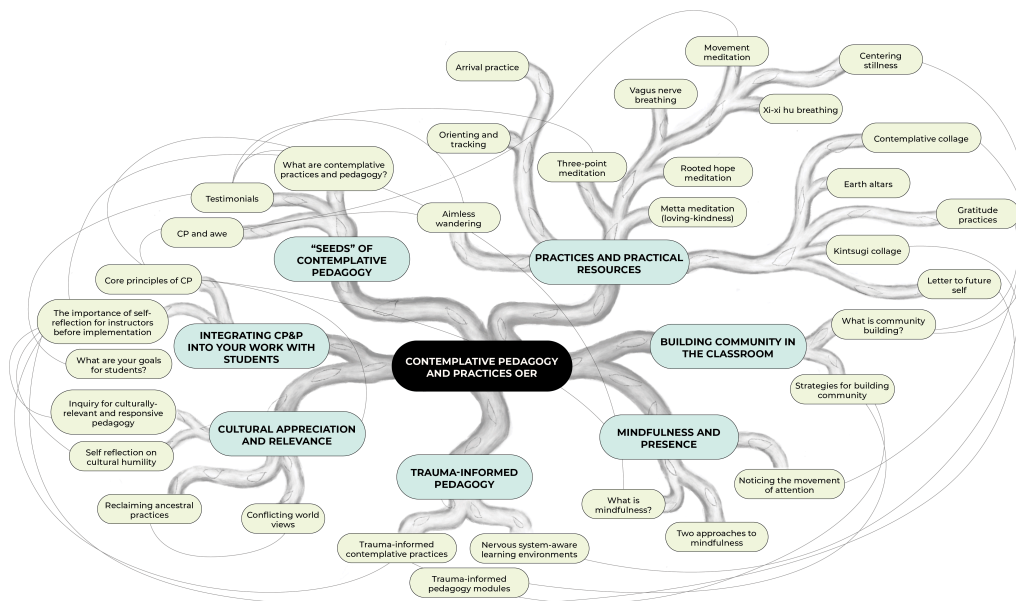 Movement
meditation
Centering
stillness
Arrival practice
Vagus nerve
breathing
Xi-xi hu breathing
Orienting and
tracking
Contemplative collage
What are contemplative
practices and pedagogy?
Three-point
meditation
Rooted hope
meditation
Earth altars
Testimonials
Metta meditation
(loving-kindness)
Gratitude
practices
Aimless
wandering
CP and awe
“SEEDS” OF
CONTEMPLATIVE
PEDAGOGY
PRACTICES AND PRACTICAL
RESOURCES
Kintsugi collage
Core principles of CP
Letter to future
self
The importance of self-
reflection for instructors
before implementation
What is community
building?
INTEGRATING CP&P
INTO YOUR WORK WITH
STUDENTS
BUILDING COMMUNITY IN
THE CLASSROOM
What are your goals
for students?
CONTEMPLATIVE PEDAGOGY
AND PRACTICES OER
Strategies for building
community
Inquiry for culturally-
relevant and responsive
pedagogy
CULTURAL APPRECIATION
AND RELEVANCE
MINDFULNESS AND
PRESENCE
Self reflection on
cultural humility
TRAUMA-INFORMED
PEDAGOGY
Noticing the movement
of attention
Reclaiming ancestral
practices
Conflicting world
views
What is
mindfulness?
Two approaches to
mindfulness
Trauma-informed
contemplative practices
Nervous system-aware
learning environments
Trauma-informed
pedagogy modules